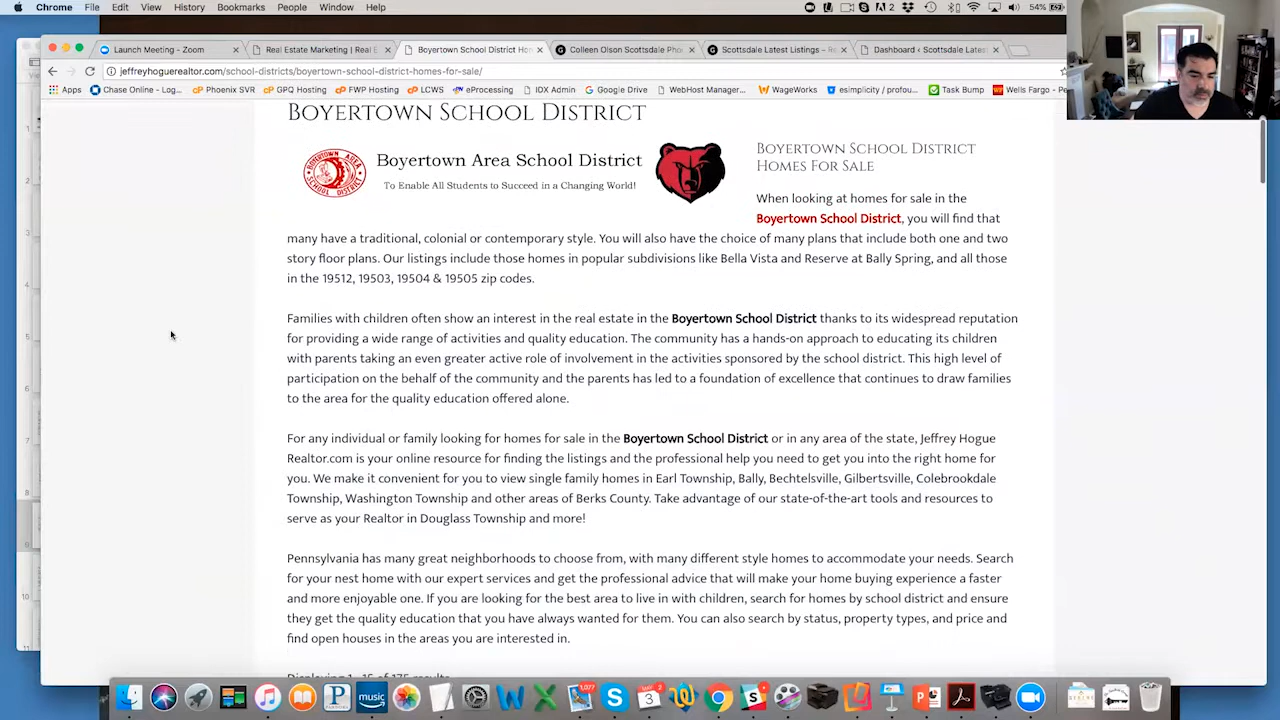 Chrome File Edit View History Bookmarks People Window Help
2 54%
Launch Meeting - Zoom
Real Estate Marketing | Real E
Boyertown School District Hom
Colleen Olson Scottsdale Pho
Scottsdale Latest Listings – Re
Dashboard ‹ Scottsdale Latest
jeffreyhoguerealtor.com/school-districts/boyertown-school-district-homes-for-sale/
Apps Chase Online - Log... Phoenix SVR GPQ Hosting FWP Hosting LCWS eProcessing IDX Admin Google Drive WebHost Manager... WageWorks esimplicity / profou... Task Bump Wells Fargo - Pe
Boyertown School District
Boyertown Area School District
To Enable All Students to Succeed in a Changing World!
Boyertown School District
Homes For Sale
When looking at homes for sale in the
Boyertown School District, you will find that
many have a traditional, colonial or contemporary style. You will also have the choice of many plans that include both one and two
story floor plans. Our listings include those homes in popular subdivisions like Bella Vista and Reserve at Bally Spring, and all those
in the 19512, 19503, 19504 & 19505 zip codes.
Families with children often show an interest in the real estate in the Boyertown School District thanks to its widespread reputation
for providing a wide range of activities and quality education. The community has a hands-on approach to educating its children
with parents taking an even greater active role of involvement in the activities sponsored by the school district. This high level of
participation on the behalf of the community and the parents has led to a foundation of excellence that continues to draw families
to the area for the quality education offered alone.
For any individual or family looking for homes for sale in the Boyertown School District or in any area of the state, Jeffrey Hogue
Realtor.com is your online resource for finding the listings and the professional help you need to get you into the right home for
you. We make it convenient for you to view single family homes in Earl Township, Bally, Bechtelsville, Gilbertsville, Colebrookdale
Township, Washington Township and other areas of Berks County. Take advantage of our state-of-the-art tools and resources to
serve as your Realtor in Douglass Township and more!
Pennsylvania has many great neighborhoods to choose from, with many different style homes to accommodate your needs. Search
for your nest home with our expert services and get the professional advice that will make your home buying experience a faster
and more enjoyable one. If you are looking for the best area to live in with children, search for homes by school district and ensure
they get the quality education that you have always wanted for them. You can also search by status, property types, and price and
find open houses in the areas you are interested in.
Displaying 1 - 15 of 175 results
music
1,077
3
2